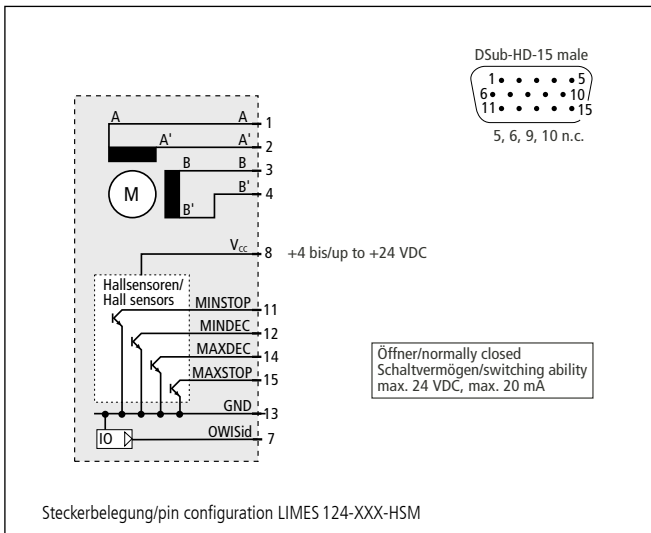 DSub-HD-15 male
1 5
6 10
11 15
5, 6, 9, 10 n.c.
A A 1
A' A' 2
B B 3
M
B' B' 4
Vcc 8 +4 bis/up to +24 VDC
Hallsensoren/
Hall sensors
MINSTOP 11
MINDEC 12
MAXDEC 14
MAXSTOP 15
GND 13
IO OWISid 7
Öffner/normally closed
Schaltvermögen/switching ability
max. 24 VDC, max. 20 mA
Steckerbelegung/pin configuration LIMES 124-XXX-HSM